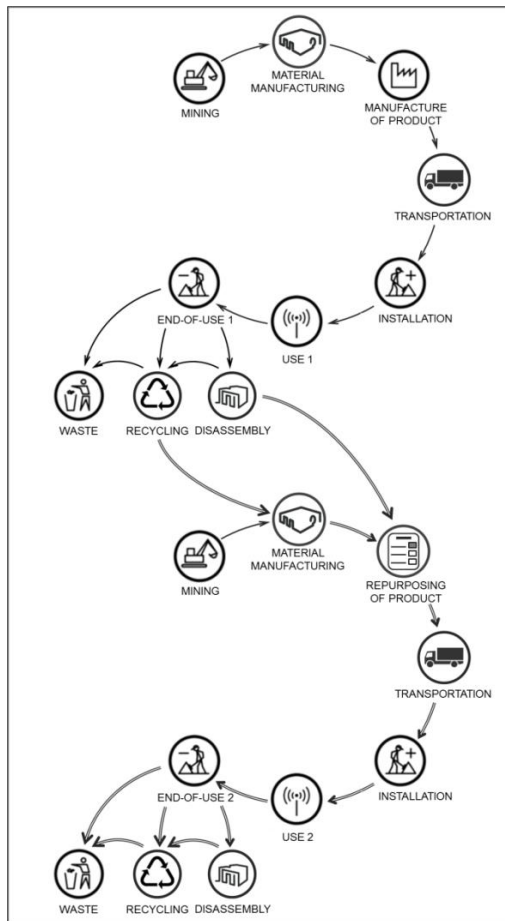 MINING
MATERIAL
MANUFACTURING
MANUFACTURE
OF PRODUCT
TRANSPORTATION
INSTALLATION
USE 1
END-OF-USE 1
WASTE
RECYCLING
DISASSEMBLY
MINING
MATERIAL
MANUFACTURING
REPURPOSING
OF PRODUCT
TRANSPORTATION
INSTALLATION
USE 2
END-OF-USE 2
WASTE
RECYCLING
DISASSEMBLY